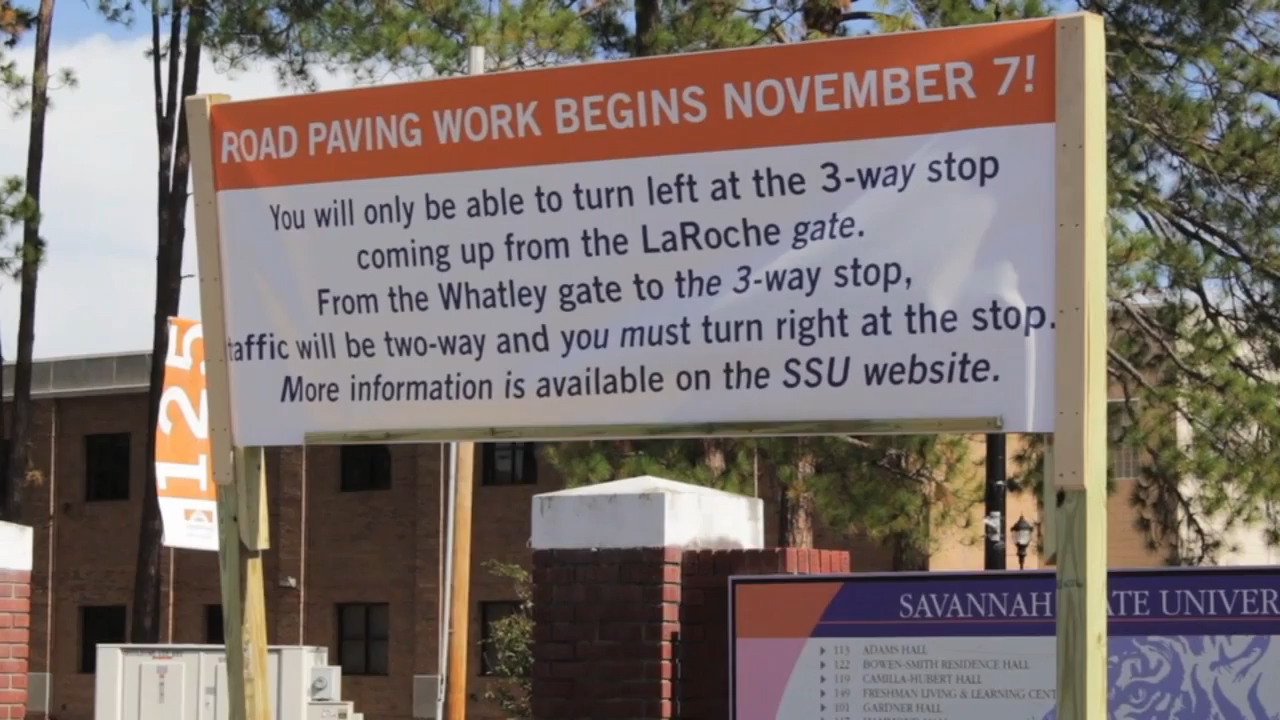 ROAD PAVING WORK BEGINS NOVEMBER 7!
You will only be able to turn left at the 3-way stop
coming up from the LaRoche gate.
From the Whatley gate to the 3-way stop,
taffic will be two-way and you must turn right at the stop.
More information is available on the SSU website.
125
SAVANNAH ATE UNIVER
113 ADAMS HALL
122 BOWEN-SMITH RESIDENCE HALL
119 CAMILLA-HUBERT HALL
149 FRESHMAN LIVING & LEARNING CENT
101 GARDNER HALL